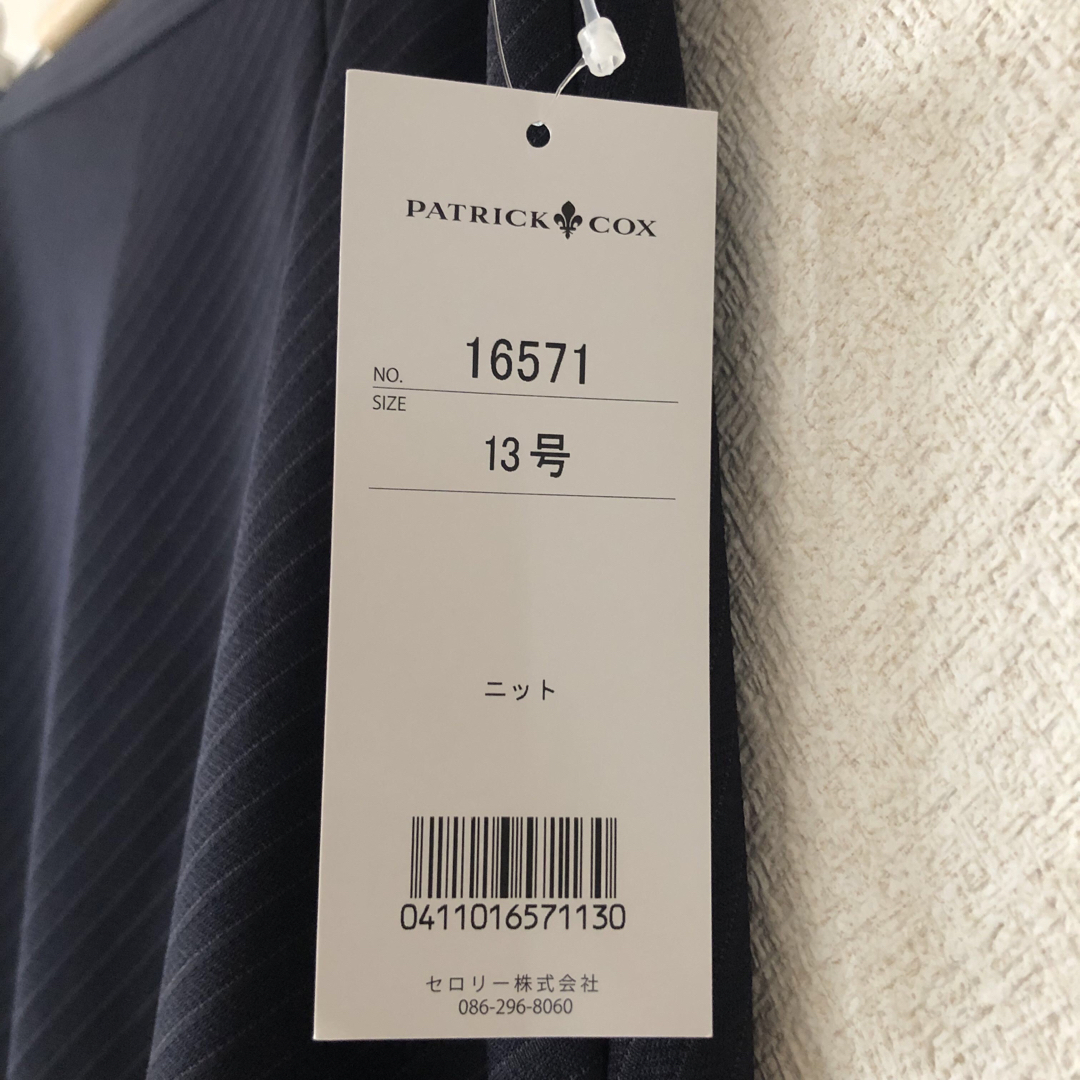 PATRICK COX
NO. 16571
SIZE
13号
ニット
0411016571130
セロリー株式会社
086-296-8060